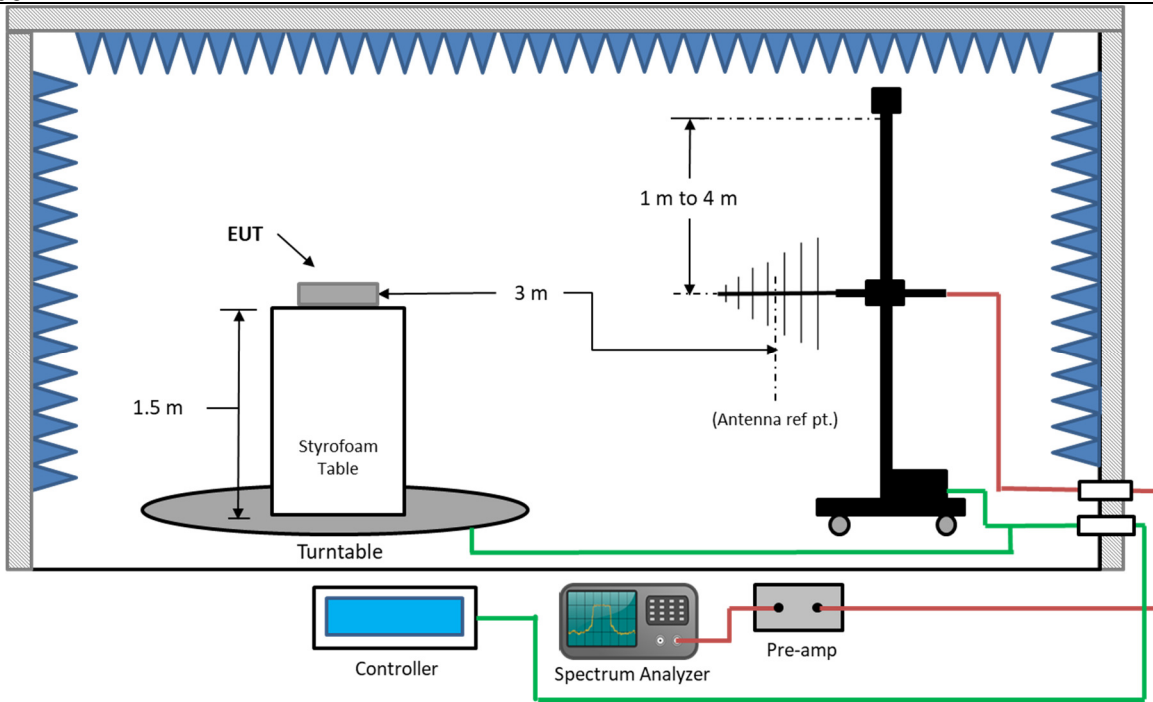 1 m to 4 m
EUT
3 m
1.5 m
(Antenna ref pt.)
Styrofoam
Table
Turntable
Controller
Spectrum Analyzer
Pre-amp